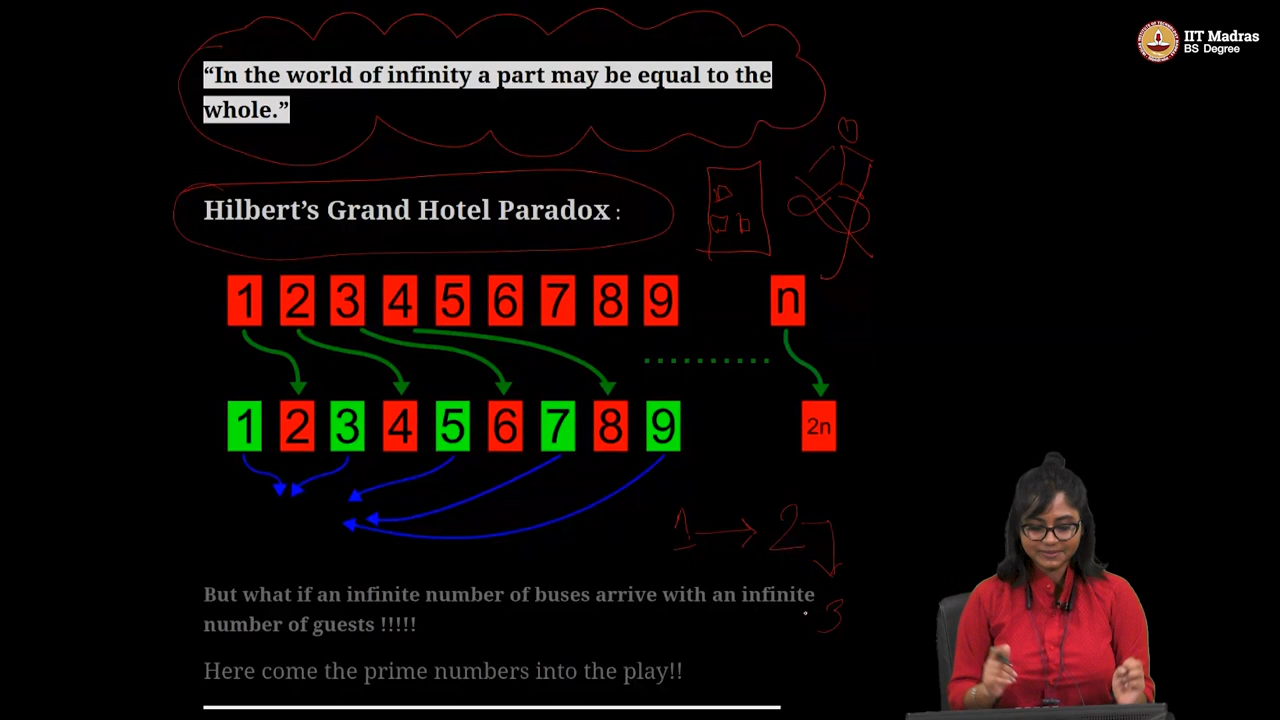 IIT Madras
BS Degree
“In the world of infinity a part may be equal to the
whole.”
Hilbert’s Grand Hotel Paradox :
1 2 3 4 5 6 7 8 9 n
1 2 3 4 5 6 7 8 9 2n
1 → 2
3
But what if an infinite number of buses arrive with an infinite
number of guests !!!!!
Here come the prime numbers into the play!!